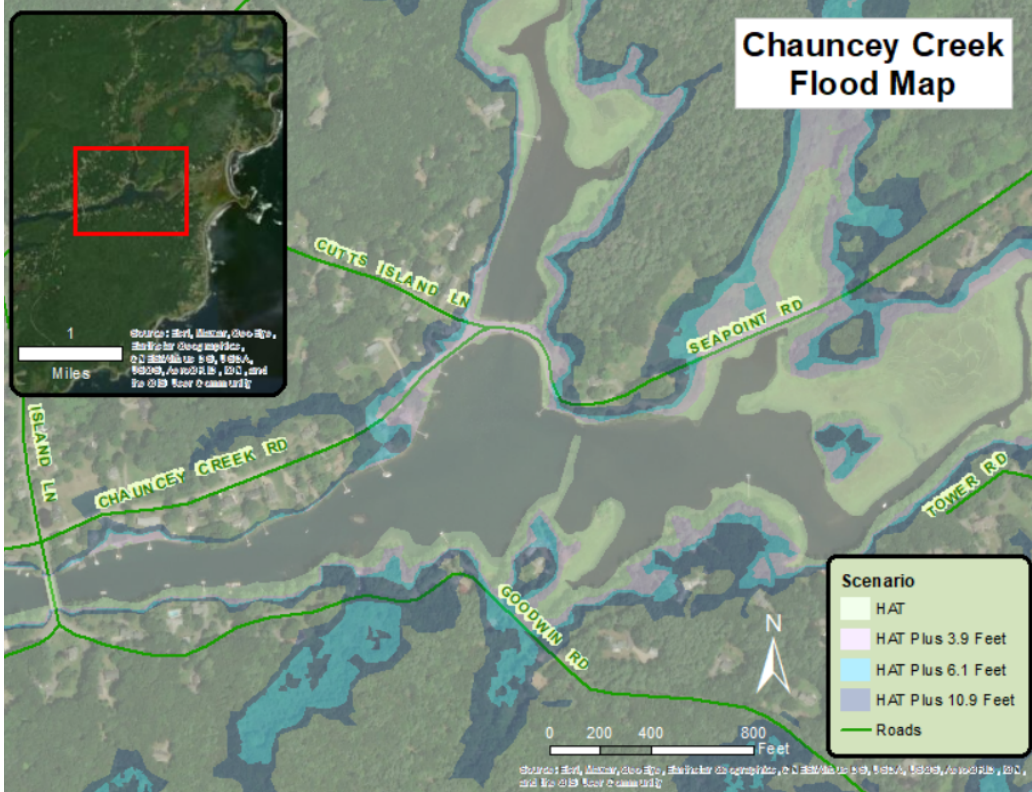 Chauncey Creek
Flood Map
1
Miles
CUTTS ISLAND LN
SEAPOINT RD
ISLAND LN
CHAUNCEY CREEK RD
TOWER RD
GOODWIN RD
Scenario
HAT
HAT Plus 3.9 Feet
HAT Plus 6.1 Feet
HAT Plus 10.9 Feet
Roads
N
0 200 400 800
Feet